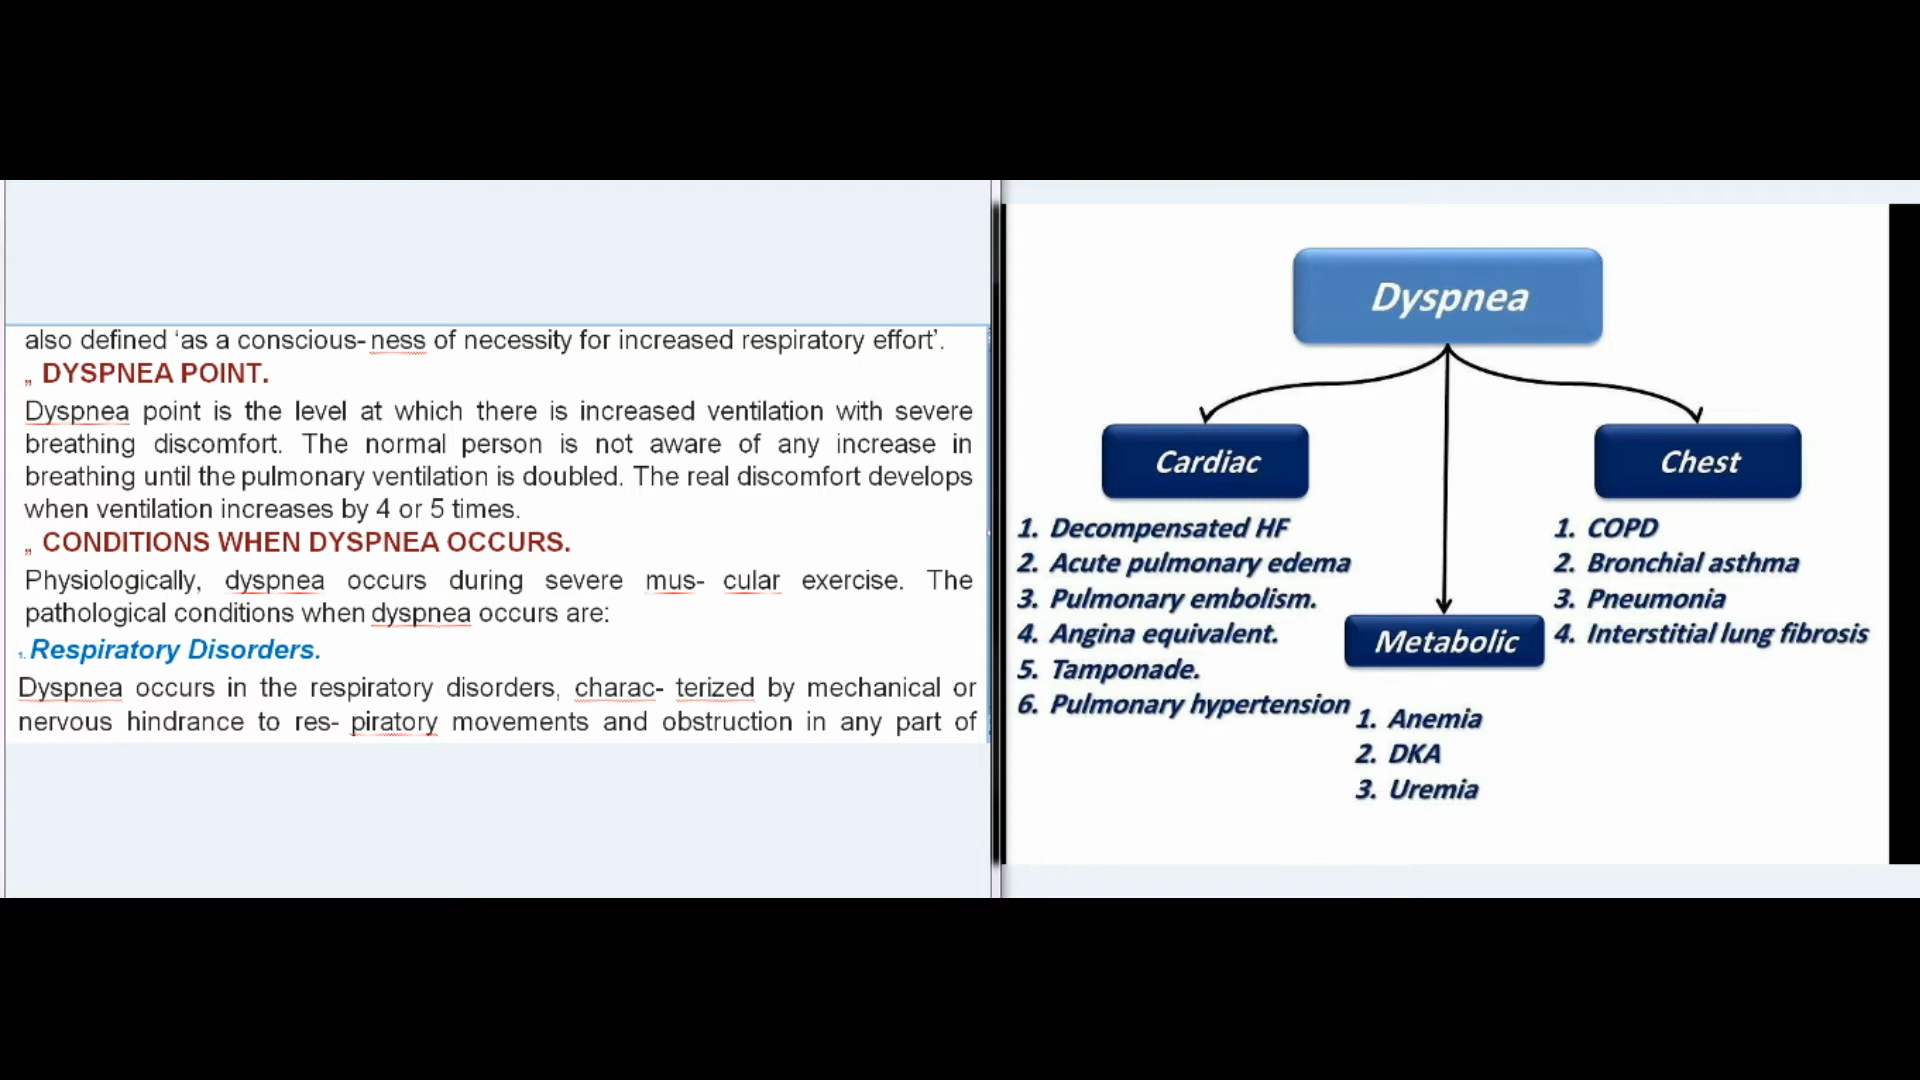 also defined ‘as a conscious- ness of necessity for increased respiratory effort’.
„ DYSPNEA POINT.
Dyspnea point is the level at which there is increased ventilation with severe
breathing discomfort. The normal person is not aware of any increase in
breathing until the pulmonary ventilation is doubled. The real discomfort develops
when ventilation increases by 4 or 5 times.
„ CONDITIONS WHEN DYSPNEA OCCURS.
Physiologically, dyspnea occurs during severe mus- cular exercise. The
pathological conditions when dyspnea occurs are:
1. Respiratory Disorders.
Dyspnea occurs in the respiratory disorders, charac- terized by mechanical or
nervous hindrance to res- piratory movements and obstruction in any part of
Dyspnea
Cardiac
1. Decompensated HF
2. Acute pulmonary edema
3. Pulmonary embolism.
4. Angina equivalent.
5. Tamponade.
6. Pulmonary hypertension
Metabolic
1. Anemia
2. DKA
3. Uremia
Chest
1. COPD
2. Bronchial asthma
3. Pneumonia
4. Interstitial lung fibrosis